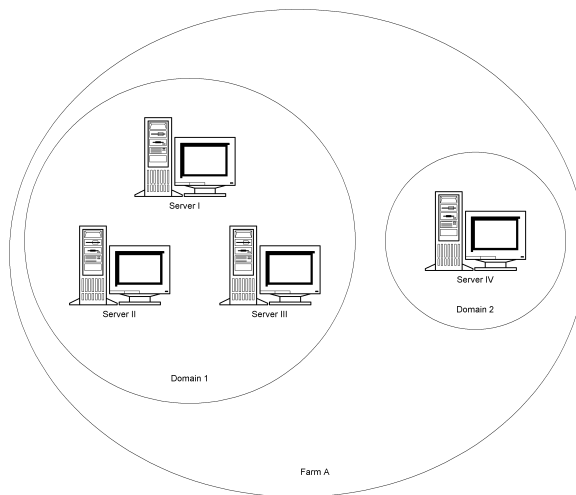 Server I
Server II
Server III
Domain 1
Server IV
Domain 2
Farm A